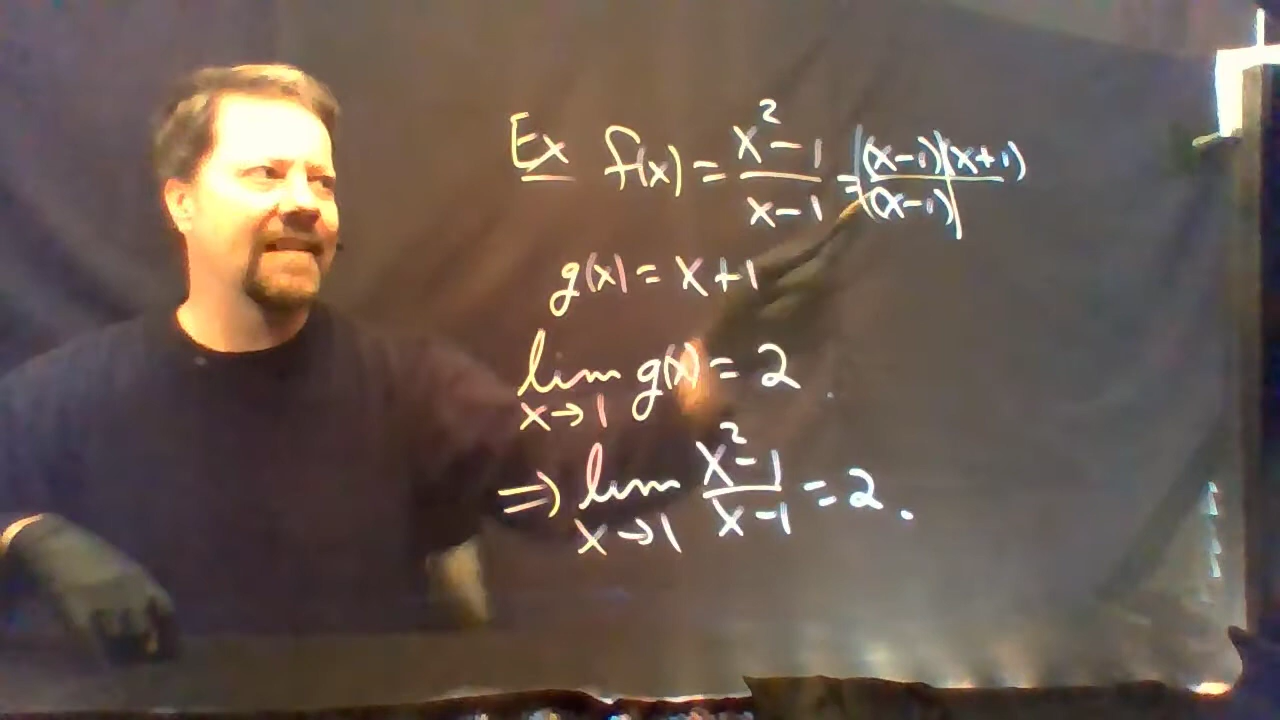 Ex f(x) = x²-1 / x-1 = (x-1)(x+1) / (x-1)
g(x) = x+1
lim x→1 g(x) = 2
⇒ lim x→1 x²-1 / x-1 = 2.